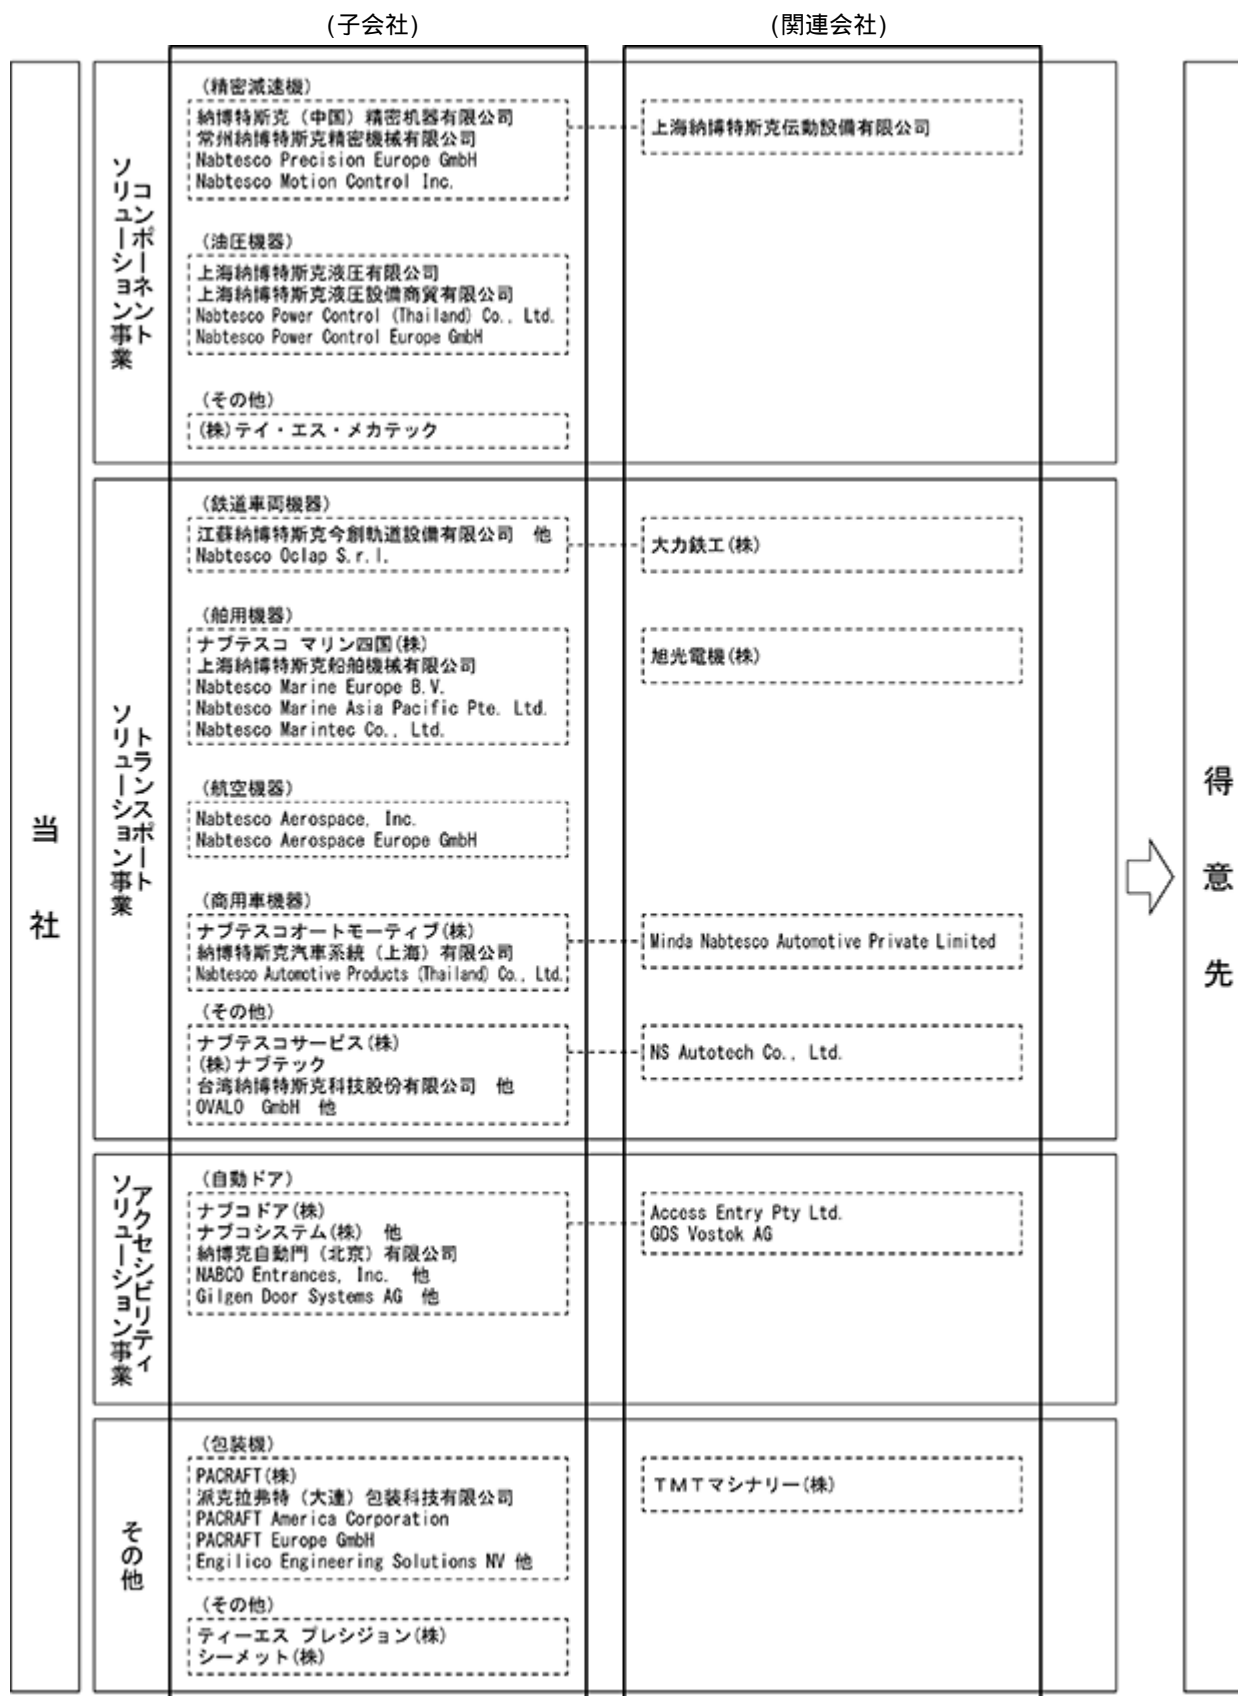 (子会社)
(関連会社)
当社
コンポーネント
ソリューション事業
(精密減速機)
納博特斯克(中国)精密机器有限公司
常州納博特斯克精密機械有限公司
Nabtesco Precision Europe GmbH
Nabtesco Motion Control Inc.
上海納博特斯克伝動設備有限公司
(油圧機器)
上海納博特斯克液圧有限公司
上海納博特斯克液圧設備商貿有限公司
Nabtesco Power Control (Thailand) Co., Ltd.
Nabtesco Power Control Europe GmbH
(その他)
(株)テイ・エス・メカテック
トランスポート
ソリューション事業
(鉄道車両機器)
江蘇納博特斯克今創軌道設備有限公司 他
Nabtesco Oclap S.r.l.
大力鉄工(株)
(舶用機器)
ナブテスコ マリン四国(株)
上海納博特斯克船舶機械有限公司
Nabtesco Marine Europe B.V.
Nabtesco Marine Asia Pacific Pte. Ltd.
Nabtesco Marintec Co., Ltd.
旭光電機(株)
(航空機器)
Nabtesco Aerospace, Inc.
Nabtesco Aerospace Europe GmbH
(商用車機器)
ナブテスコオートモーティブ(株)
納博特斯克汽車系統(上海)有限公司
Nabtesco Automotive Products (Thailand) Co., Ltd.
Minda Nabtesco Automotive Private Limited
(その他)
ナブテスコサービス(株)
(株)ナブテック
台湾納博特斯克科技股份有限公司 他
OVALO GmbH 他
NS Autotech Co., Ltd.
アクセシビリティ
ソリューション事業
(自動ドア)
ナブコドア(株)
ナブコシステム(株) 他
納博克自動門(北京)有限公司
NABCO Entrances, Inc. 他
Gilgen Door Systems AG 他
Access Entry Pty Ltd.
GDS Vostok AG
その他
(包装機)
PACRAFT(株)
派克拉弗特(大連)包装科技有限公司
PACRAFT America Corporation
PACRAFT Europe GmbH
Engilico Engineering Solutions NV 他
TMTマシナリー(株)
(その他)
ティーエス プレシジョン(株)
シーメット(株)
得意先